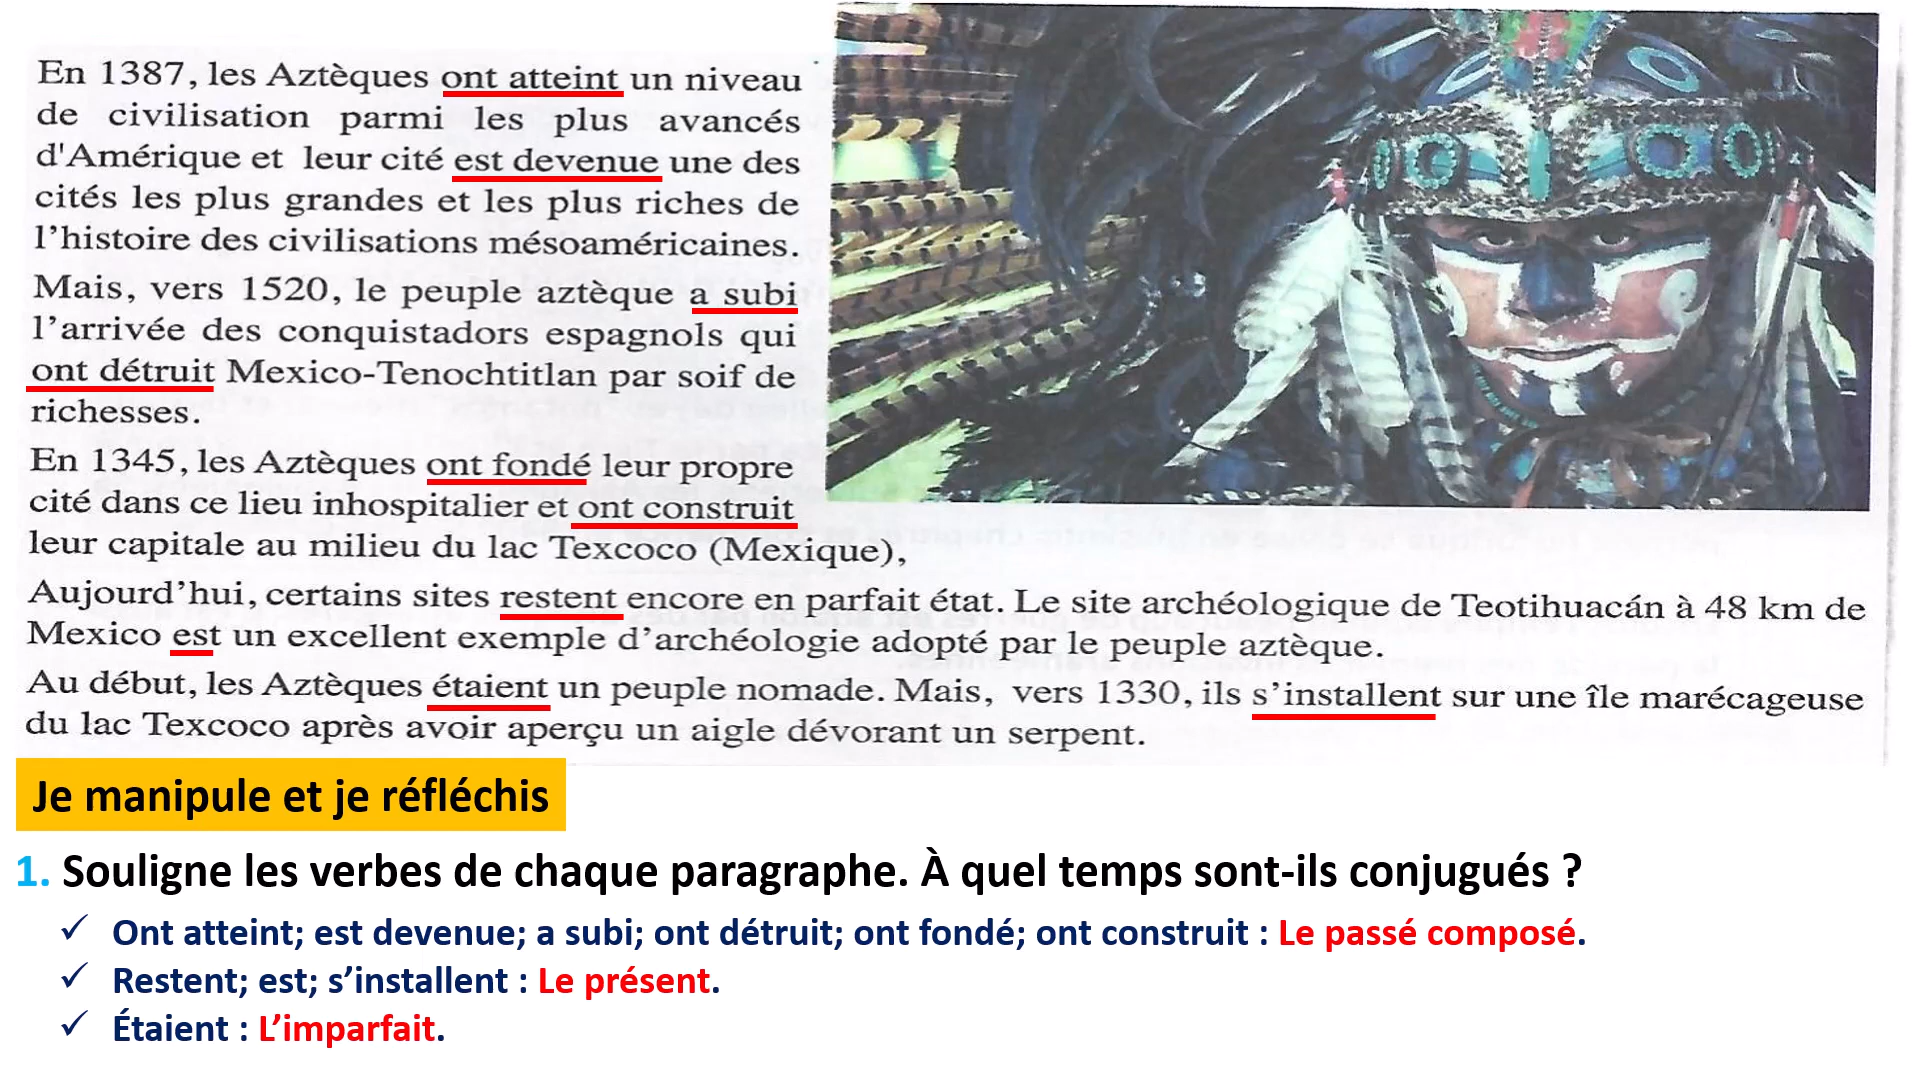 En 1387, les Aztèques ont atteint un niveau
de civilisation parmi les plus avancés
d'Amérique et leur cité est devenue une des
cités les plus grandes et les plus riches de
l'histoire des civilisations mésoaméricaines.
Mais, vers 1520, le peuple aztèque a subi
l'arrivée des conquistadors espagnols qui
ont détruit Mexico-Tenochtitlan par soif de
richesses.
En 1345, les Aztèques ont fondé leur propre
cité dans ce lieu inhospitalier et ont construit
leur capitale au milieu du lac Texcoco (Mexique),
Aujourd'hui, certains sites restent encore en parfait état. Le site archéologique de Teotihuacán à 48 km de
Mexico est un excellent exemple d'archéologie adopté par le peuple aztèque.
Au début, les Aztèques étaient un peuple nomade. Mais, vers 1330, ils s'installent sur une île marécageuse
du lac Texcoco après avoir aperçu un aigle dévorant un serpent.
Je manipule et je réfléchis
1. Souligne les verbes de chaque paragraphe. À quel temps sont-ils conjugués ?
✓ Ont atteint; est devenue; a subi; ont détruit; ont fondé; ont construit : Le passé composé.
✓ Restent; est; s'installent : Le présent.
✓ Étaient : L'imparfait.